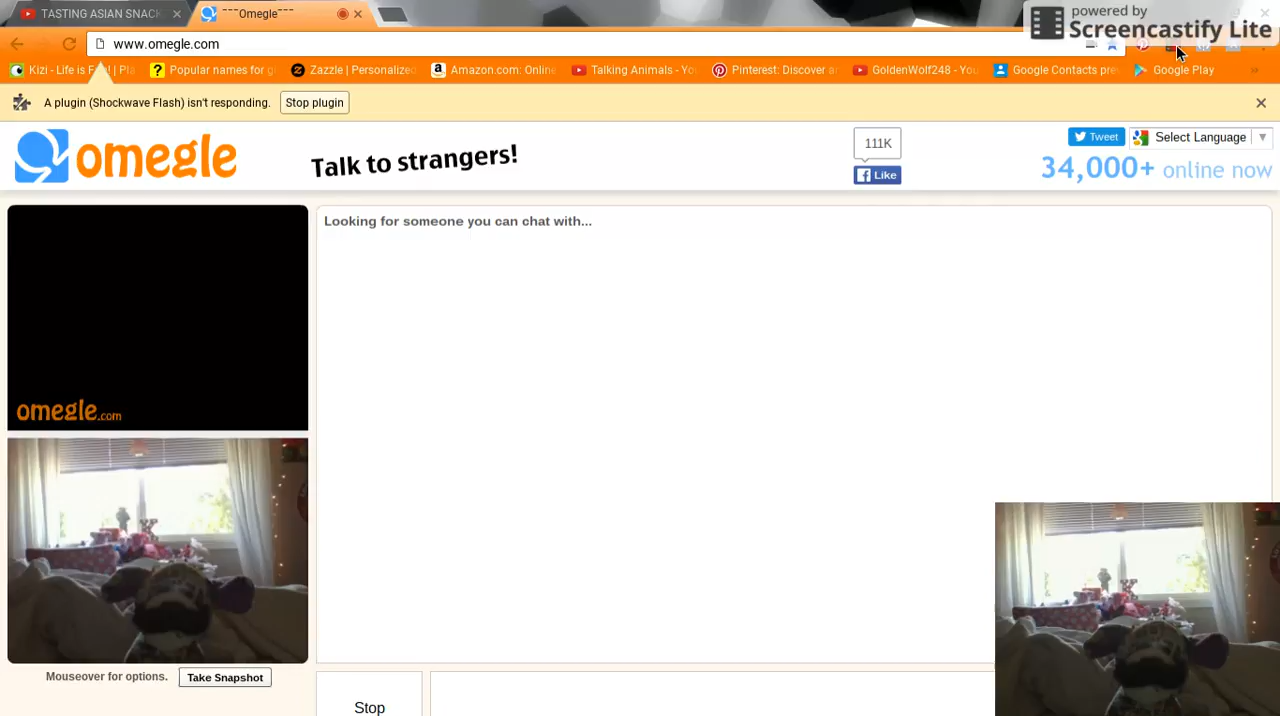 TASTING ASIAN SNACK
Omegle
powered by
Screencastify Lite
www.omegle.com
Kizi - Life is Fun! | Pla
Popular names for g
Zazzle | Personalized
Amazon.com: Online
Talking Animals - Yo
Pinterest: Discover a
GoldenWolf248 - You
Google Contacts prev
Google Play
A plugin (Shockwave Flash) isn't responding.
Stop plugin
omegle
Talk to strangers!
111K
Like
Tweet
Select Language
34,000+ online now
Looking for someone you can chat with...
omegle.com
Mouseover for options.
Take Snapshot
Stop